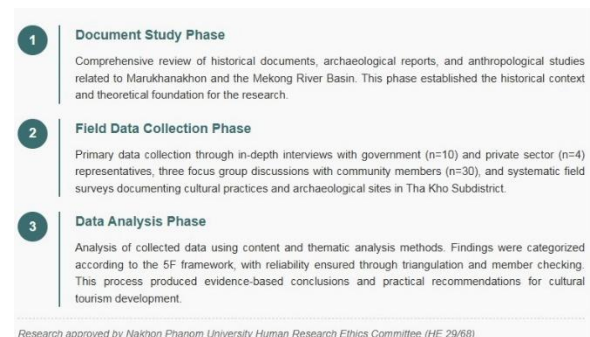 1
Document Study Phase
Comprehensive review of historical documents, archaeological reports, and anthropological studies
related to Marukhanakhon and the Mekong River Basin. This phase established the historical context
and theoretical foundation for the research.
2
Field Data Collection Phase
Primary data collection through in-depth interviews with government (n=10) and private sector (n=4)
representatives, three focus group discussions with community members (n=30), and systematic field
surveys documenting cultural practices and archaeological sites in Tha Kho Subdistrict.
3
Data Analysis Phase
Analysis of collected data using content and thematic analysis methods. Findings were categorized
according to the 5F framework, with reliability ensured through triangulation and member checking.
This process produced evidence-based conclusions and practical recommendations for cultural
tourism development.
Research approved by Nakhon Phanom University Human Research Ethics Committee (HE 29/68)